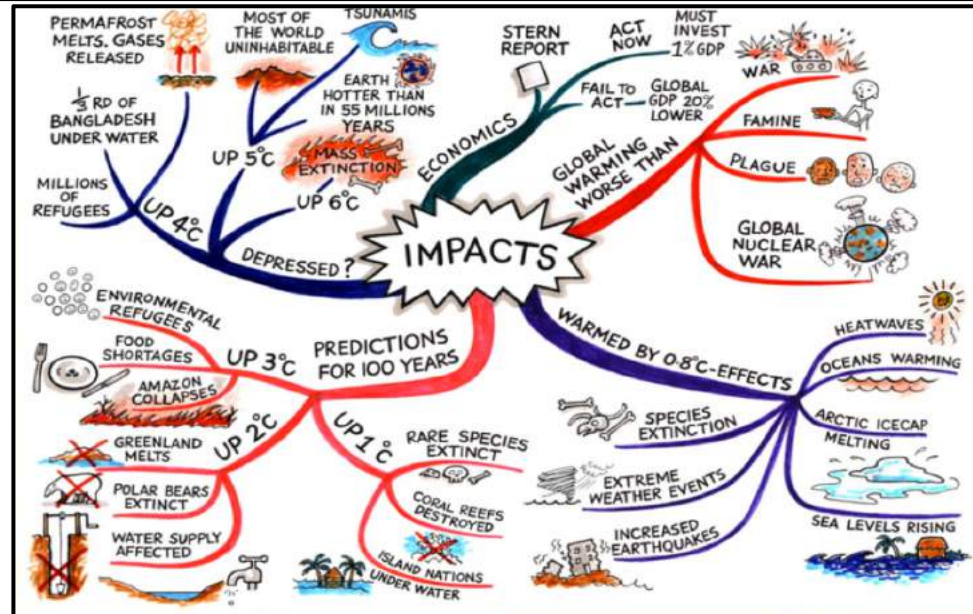 IMPACTS
ECONOMICS
STERN
REPORT
ACT
NOW
MUST
INVEST
1% GDP
FAIL TO
ACT
GLOBAL
GDP 20%
LOWER
GLOBAL
WARMING
WORSE THAN
WAR
FAMINE
PLAGUE
GLOBAL
NUCLEAR
WAR
WARMED BY 0.8°C-EFFECTS
HEATWAVES
OCEANS WARMING
ARCTIC ICECAP
MELTING
SEA LEVELS RISING
SPECIES
EXTINCTION
EXTREME
WEATHER EVENTS
INCREASED
EARTHQUAKES
PREDICTIONS
FOR 100 YEARS
UP 1°C
RARE SPECIES
EXTINCT
CORAL REEFS
DESTROYED
ISLAND NATIONS
UNDER WATER
UP 2°C
GREENLAND
MELTS
POLAR BEARS
EXTINCT
WATER SUPPLY
AFFECTED
UP 3°C
ENVIRONMENTAL
REFUGEES
FOOD
SHORTAGES
AMAZON
COLLAPSES
DEPRESSED?
UP 4°C
PERMAFROST
MELTS. GASES
RELEASED
⅓ RD OF
BANGLADESH
UNDER WATER
MILLIONS
OF
REFUGEES
UP 5°C
MOST OF
THE WORLD
UNINHABITABLE
TSUNAMIS
EARTH
HOTTER THAN
IN 55 MILLIONS
YEARS
UP 6°C
MASS
EXTINCTION